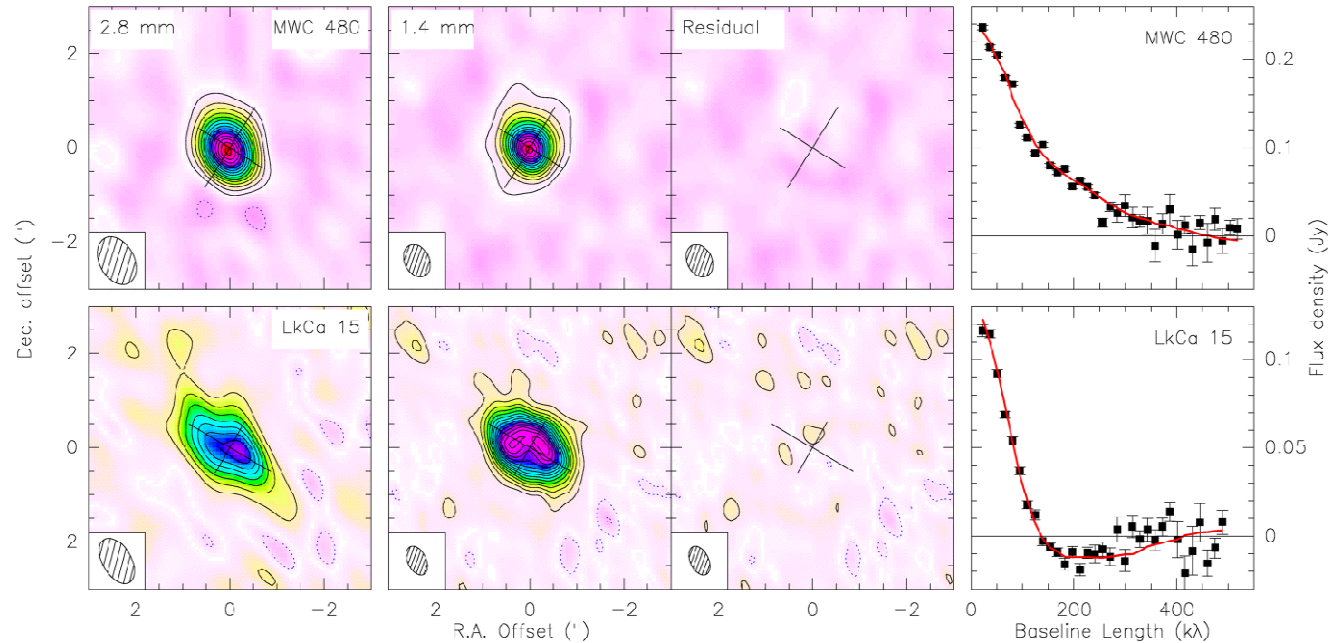 2.8 mm MWC 480 1.4 mm Residual MWC 480
2
0
−2
0.2
0.1
0
Dec. offset (')
Flux density (Jy)
LkCa 15 LkCa 15
2
0
2
0.1
0.05
0
2 0 −2 2 0 −2 2 0 −2 0 200 400
R.A. Offset (') Baseline Length (kλ)